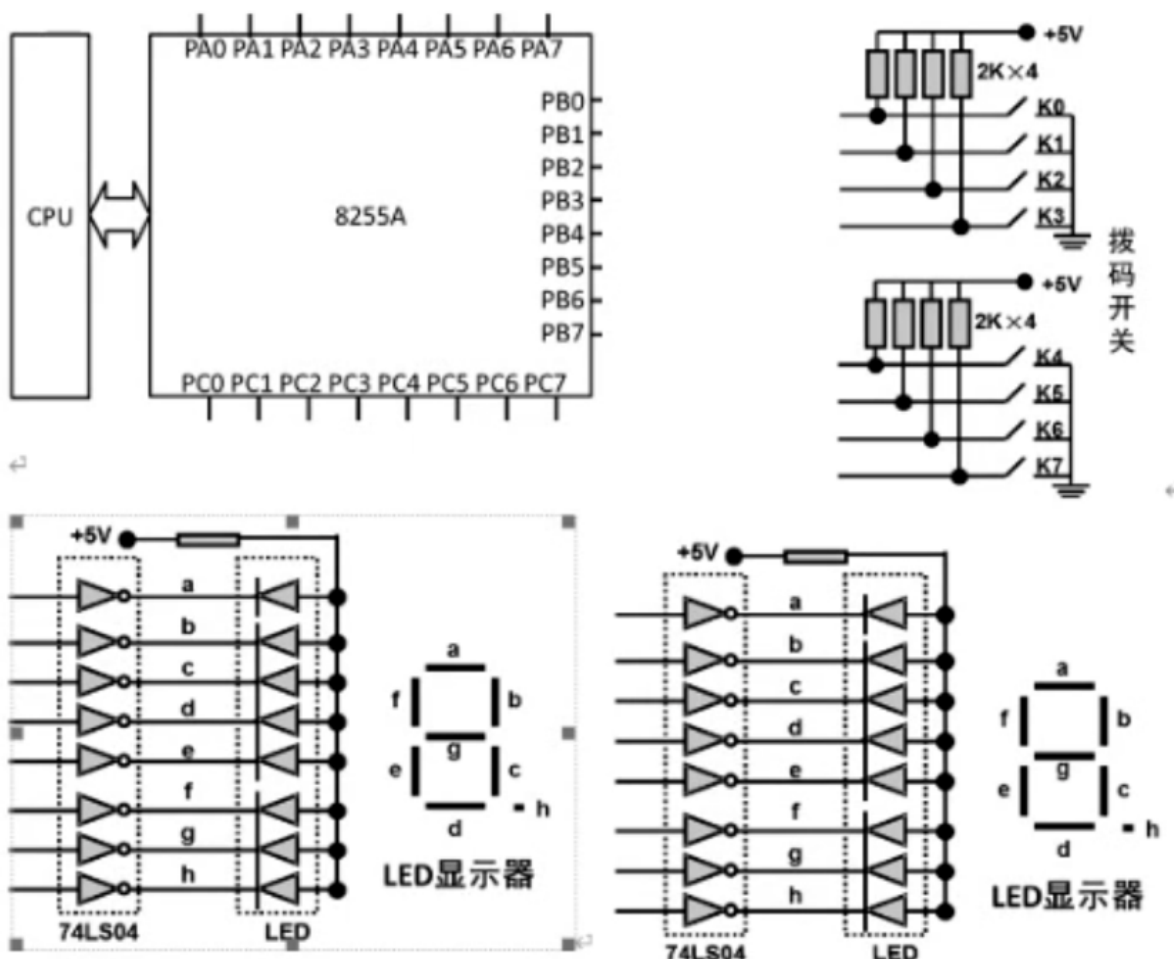 PA0 PA1 PA2 PA3 PA4 PA5 PA6 PA7
PB0
PB1
PB2
PB3
PB4
PB5
PB6
PB7
CPU
8255A
PC0 PC1 PC2 PC3 PC4 PC5 PC6 PC7
+5V
2K×4
K0
K1
K2
K3
+5V
2K×4
K4
K5
K6
K7
拨码开关
+5V
a
b
c
d
e
f
g
h
74LS04
LED
a
f
b
g
e
c
h
d
LED显示器
+5V
a
b
c
d
e
f
g
h
74LS04
LED
a
f
b
g
e
c
h
d
LED显示器